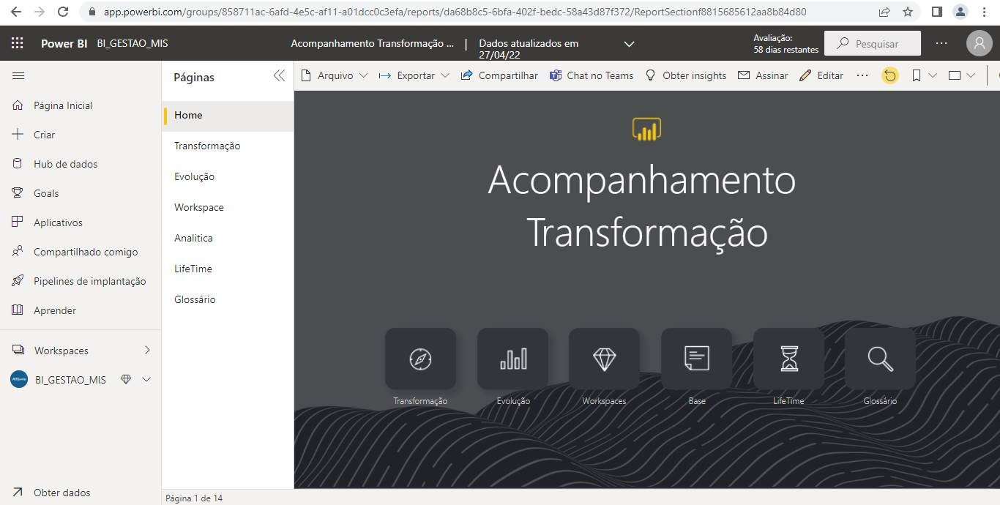 app.powerbi.com/groups/858711ac-6afd-4e5c-af11-a01dcc0c3efa/reports/da68b8c5-6bfa-402f-bedc-58a43d87f372/ReportSectionf8815685612aa8b84d80
Power BI BI_GESTAO_MIS
Acompanhamento Transformação ... | Dados atualizados em
27/04/22
Avaliação:
58 dias restantes
Pesquisar
Página Inicial
Criar
Hub de dados
Goals
Aplicativos
Compartilhado comigo
Pipelines de implantação
Aprender
Workspaces
BI_GESTAO_MIS
Obter dados
Páginas
Home
Transformação
Evolução
Workspace
Analitica
LifeTime
Glossário
Arquivo Exportar Compartilhar Chat no Teams Obter insights Assinar Editar
Acompanhamento
Transformação
Transformação Evolução Workspaces Base LifeTime Glossário
Página 1 de 14